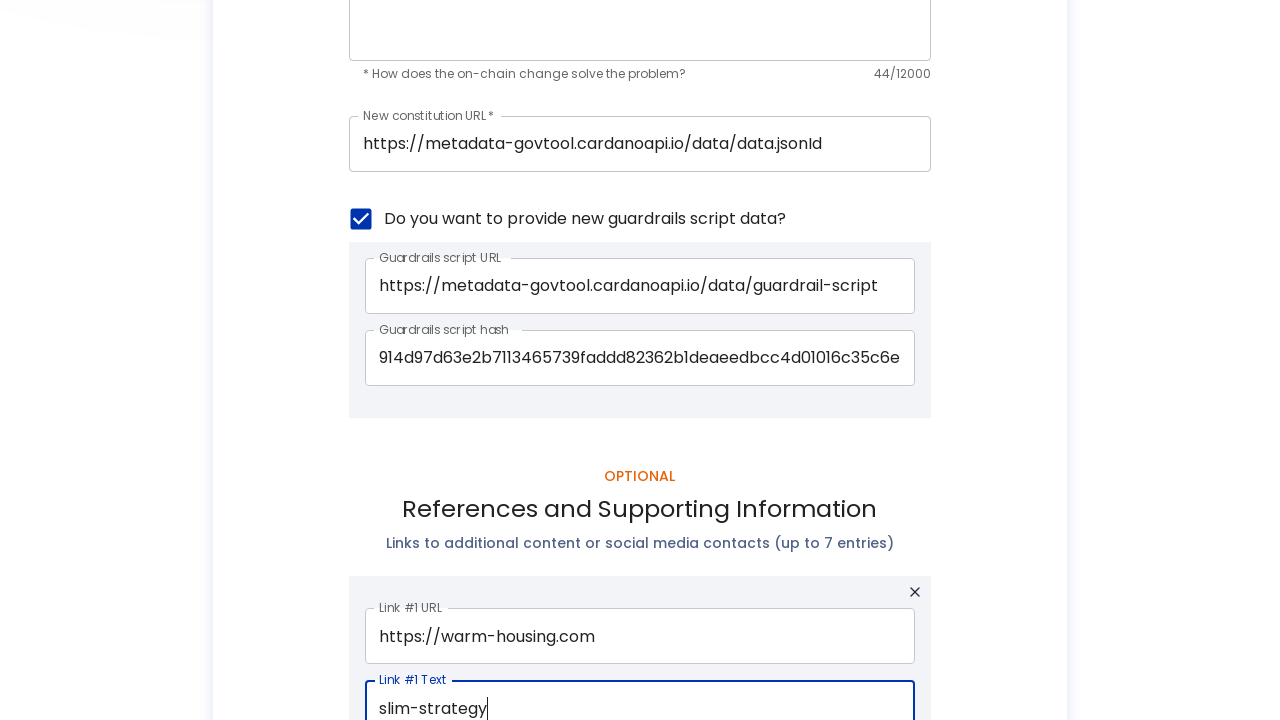 * How does the on-chain change solve the problem?
44/12000
New constitution URL *
https://metadata-govtool.cardanoapi.io/data/data.jsonId
Do you want to provide new guardrails script data?
Guardrails script URL
https://metadata-govtool.cardanoapi.io/data/guardrail-script
Guardrails script hash
914d97d63e2b7113465739faddd82362b1deaeedbcc4d01016c35c6e
OPTIONAL
References and Supporting Information
Links to additional content or social media contacts (up to 7 entries)
Link #1 URL
https://warm-housing.com
Link #1 Text
slim-strategy